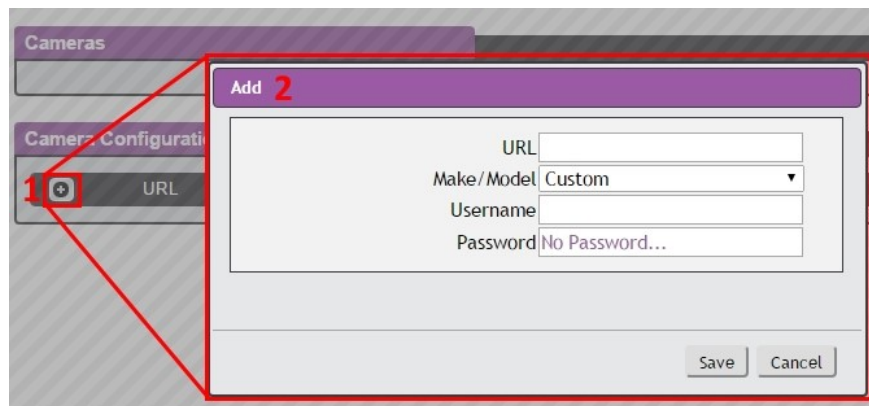 Cameras
Add 2
Camera Configurati
1 URL
URL
Make/Model Custom
Username
Password No Password...
Save Cancel